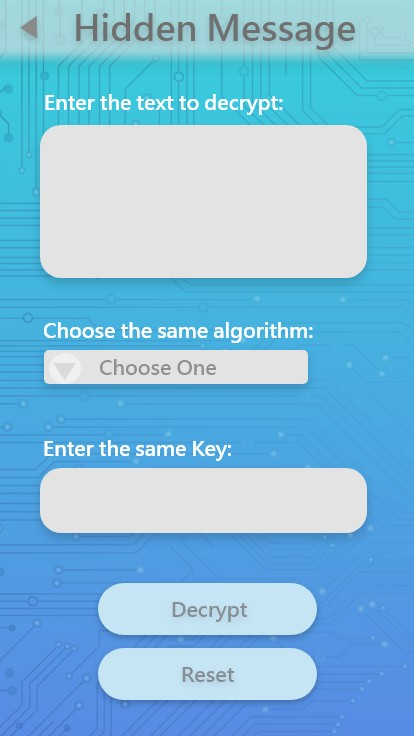 Hidden Message
Enter the text to decrypt:
Choose the same algorithm:
Choose One
Enter the same Key:
Decrypt
Reset